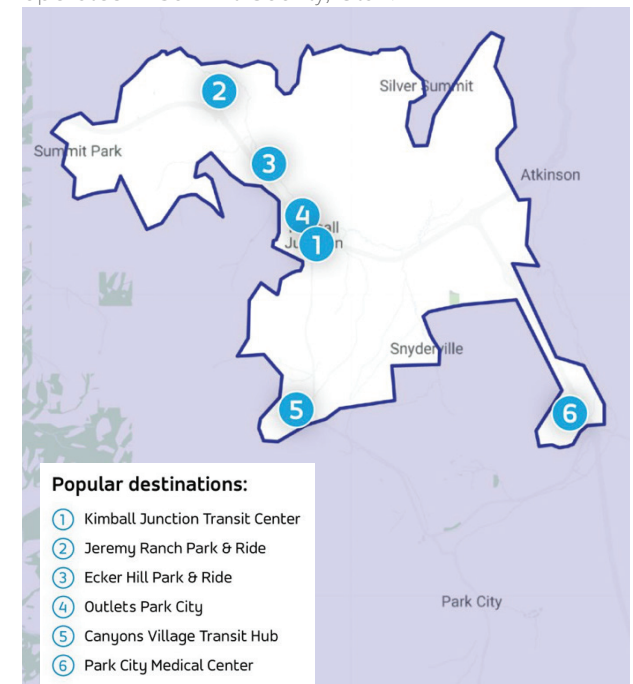 2
Silver Summit
Summit Park
3
Atkinson
4
1
Snyderville
5
6
Popular destinations:
1 Kimball Junction Transit Center
2 Jeremy Ranch Park & Ride
3 Ecker Hill Park & Ride
4 Outlets Park City
5 Canyons Village Transit Hub
6 Park City Medical Center
Park City